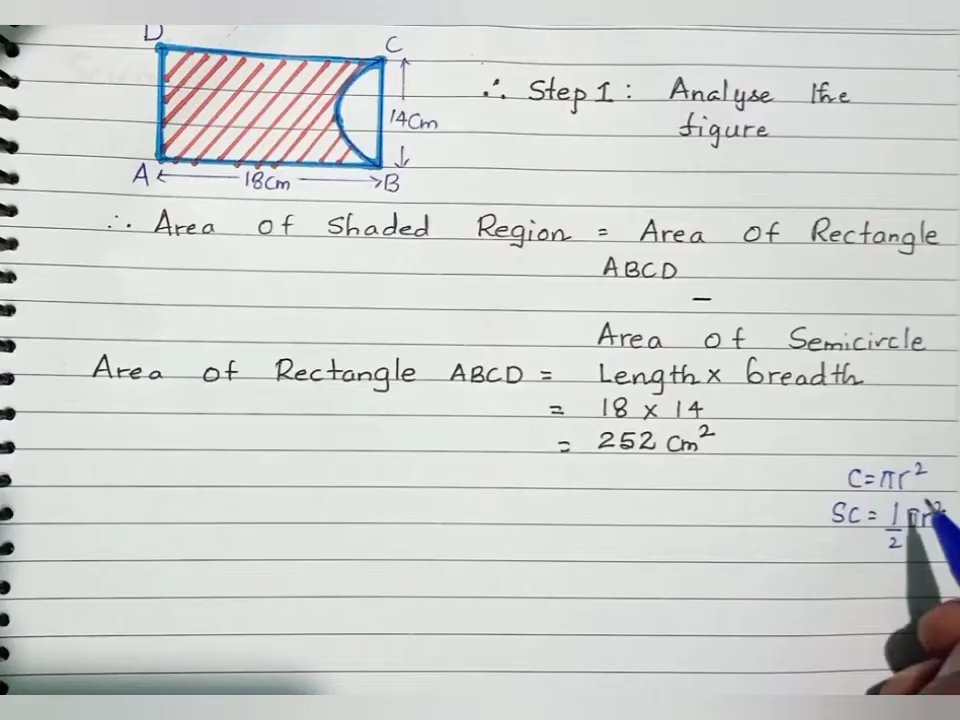 D
C
∴ Step 1 : Analyse the
figure
14cm
A
18cm
B
∴ Area of Shaded Region = Area of Rectangle
ABCD
−
Area of Semicircle
Area of Rectangle ABCD = Length × breadth
= 18 × 14
= 252 cm²
C = πr²
SC = 1/2 πr²